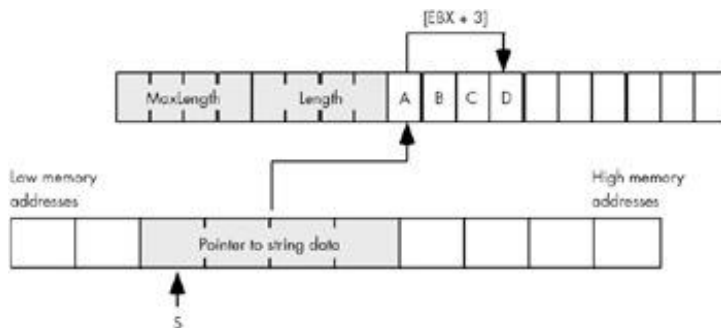 [EBX + 3]
MaxLength Length A B C D
Low memory
addresses
High memory
addresses
Pointer to string data
S